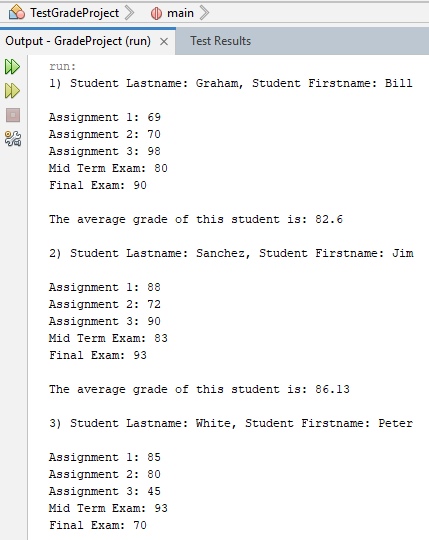 TestGradeProject main
Output - GradeProject (run) × Test Results
run:
1) Student Lastname: Graham, Student Firstname: Bill
Assignment 1: 69
Assignment 2: 70
Assignment 3: 98
Mid Term Exam: 80
Final Exam: 90
The average grade of this student is: 82.6
2) Student Lastname: Sanchez, Student Firstname: Jim
Assignment 1: 88
Assignment 2: 72
Assignment 3: 90
Mid Term Exam: 83
Final Exam: 93
The average grade of this student is: 86.13
3) Student Lastname: White, Student Firstname: Peter
Assignment 1: 85
Assignment 2: 80
Assignment 3: 45
Mid Term Exam: 93
Final Exam: 70